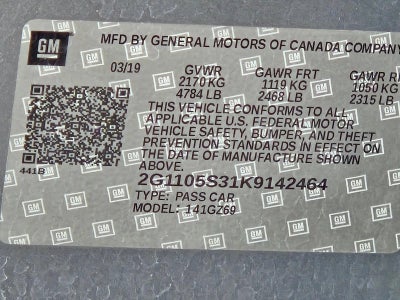 GM
MFD BY GENERAL MOTORS OF CANADA COMPANY
03/19 GVWR GAWR FRT GAWR R
2170 KG 1119 KG 1050 KG
4784 LB 2468 LB 2315 LB
THIS VEHICLE CONFORMS TO ALL
APPLICABLE U.S. FEDERAL MOTOR
VEHICLE SAFETY, BUMPER, AND THEFT
PREVENTION STANDARDS IN EFFECT ON
THE DATE OF MANUFACTURE SHOWN
ABOVE.
441B
2G1105S31K9142464
TYPE: PASS CAR
MODEL: 141GZ69